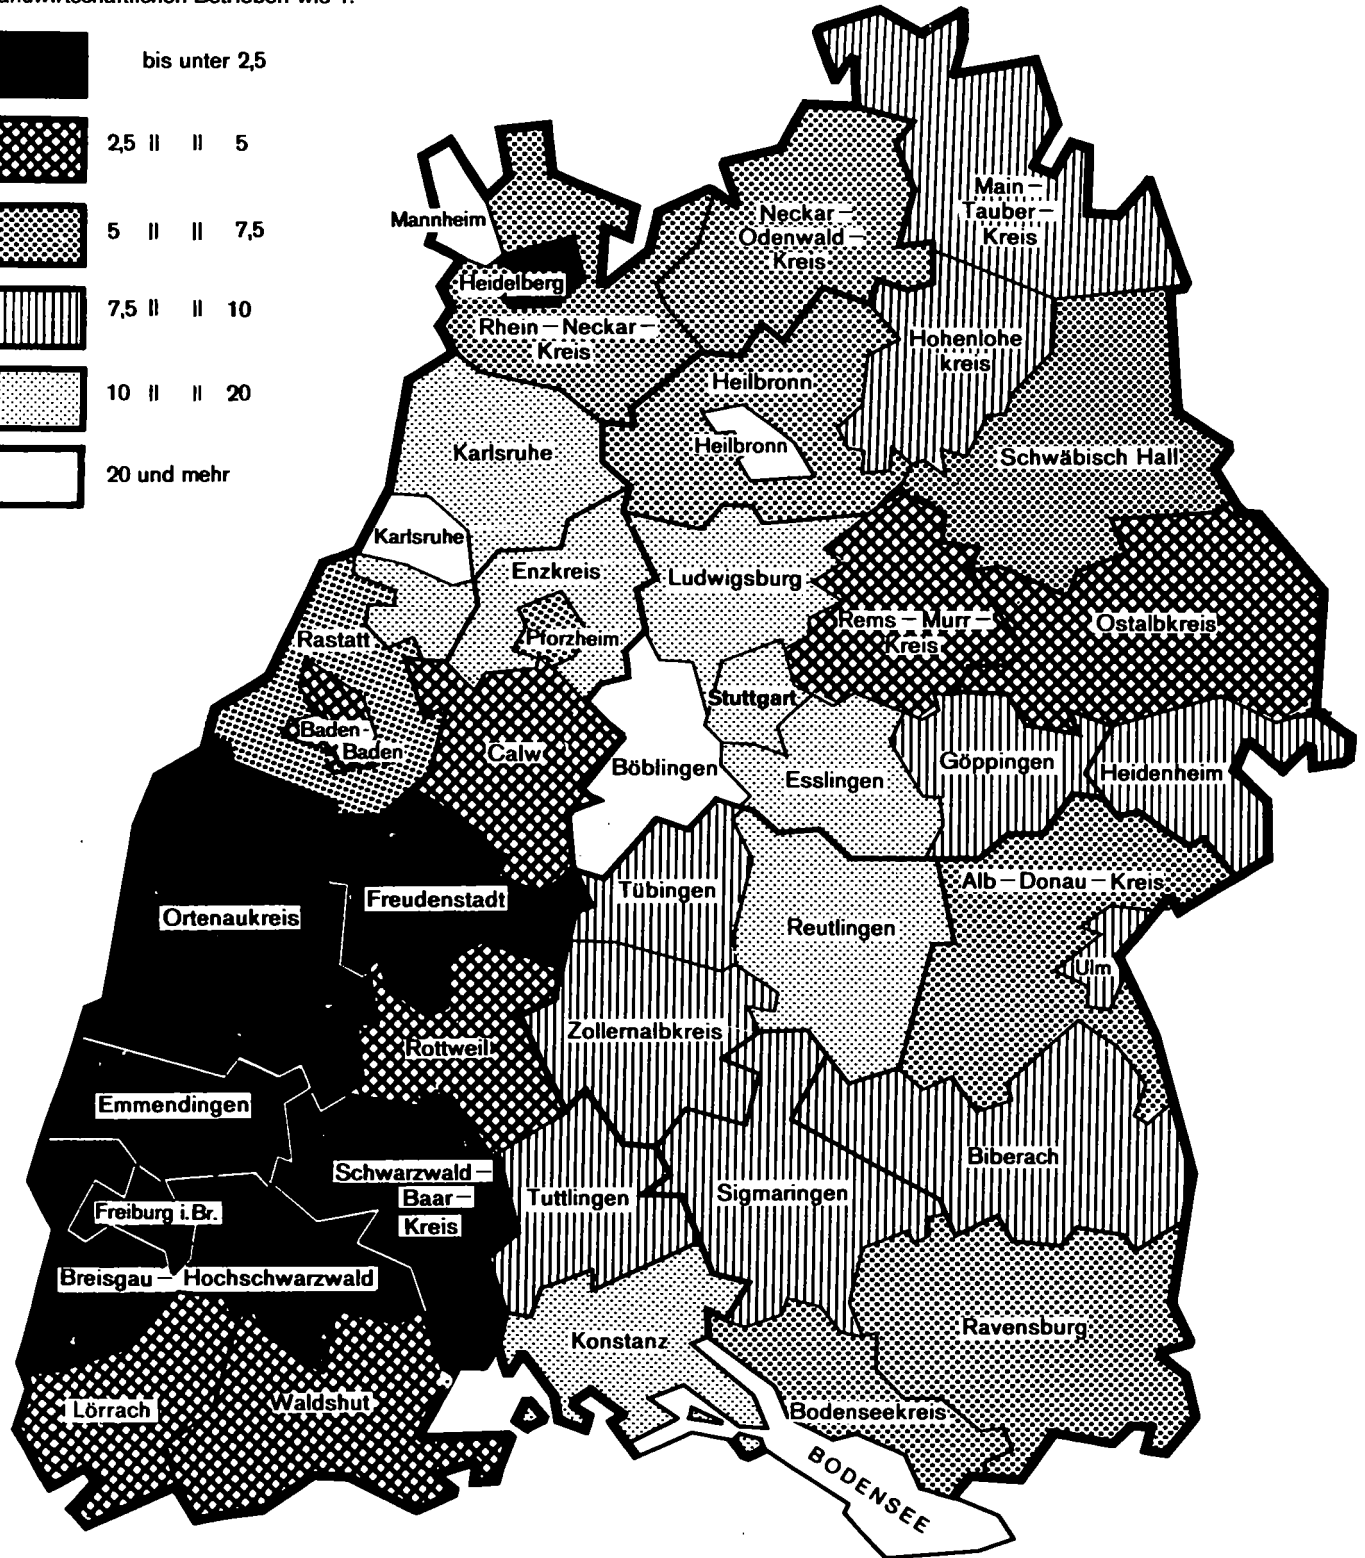 landwirtschaftlichen Betrieben wie 1:
bis unter 2,5
2,5 " " 5
5 " " 7,5
7,5 " " 10
10 " " 20
20 und mehr
Mannheim
Heidelberg
Rhein – Neckar –
Kreis
Neckar –
Odenwald –
Kreis
Main –
Tauber –
Kreis
Hohenlohe
kreis
Heilbronn
Heilbronn
Schwäbisch Hall
Karlsruhe
Karlsruhe
Enzkreis
Pforzheim
Ludwigsburg
Rems – Murr –
Kreis
Ostalbkreis
Rastatt
Baden-
Baden
Calw
Böblingen
Stuttgart
Esslingen
Göppingen
Heidenheim
Ortenaukreis
Freudenstadt
Tübingen
Reutlingen
Alb – Donau – Kreis
Ulm
Rottweil
Zollernalbkreis
Emmendingen
Schwarzwald –
Baar –
Kreis
Tuttlingen
Sigmaringen
Biberach
Freiburg i.Br.
Breisgau – Hochschwarzwald
Konstanz
Ravensburg
Lörrach
Waldshut
Bodenseekreis
BODENSEE